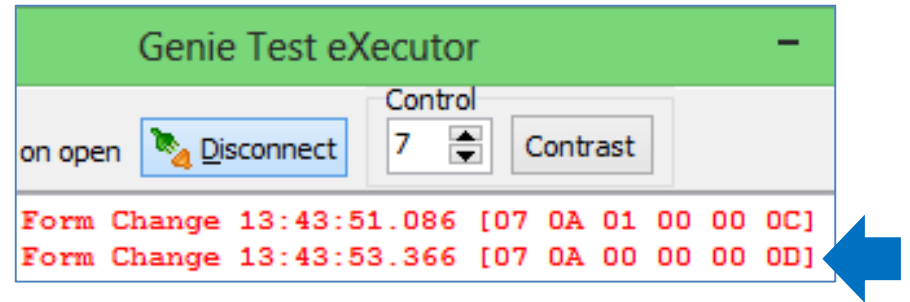 Genie Test eXecutor
Control
on open Disconnect 7 Contrast
Form Change 13:43:51.086 [07 0A 01 00 00 0C]
Form Change 13:43:53.366 [07 0A 00 00 00 0D]